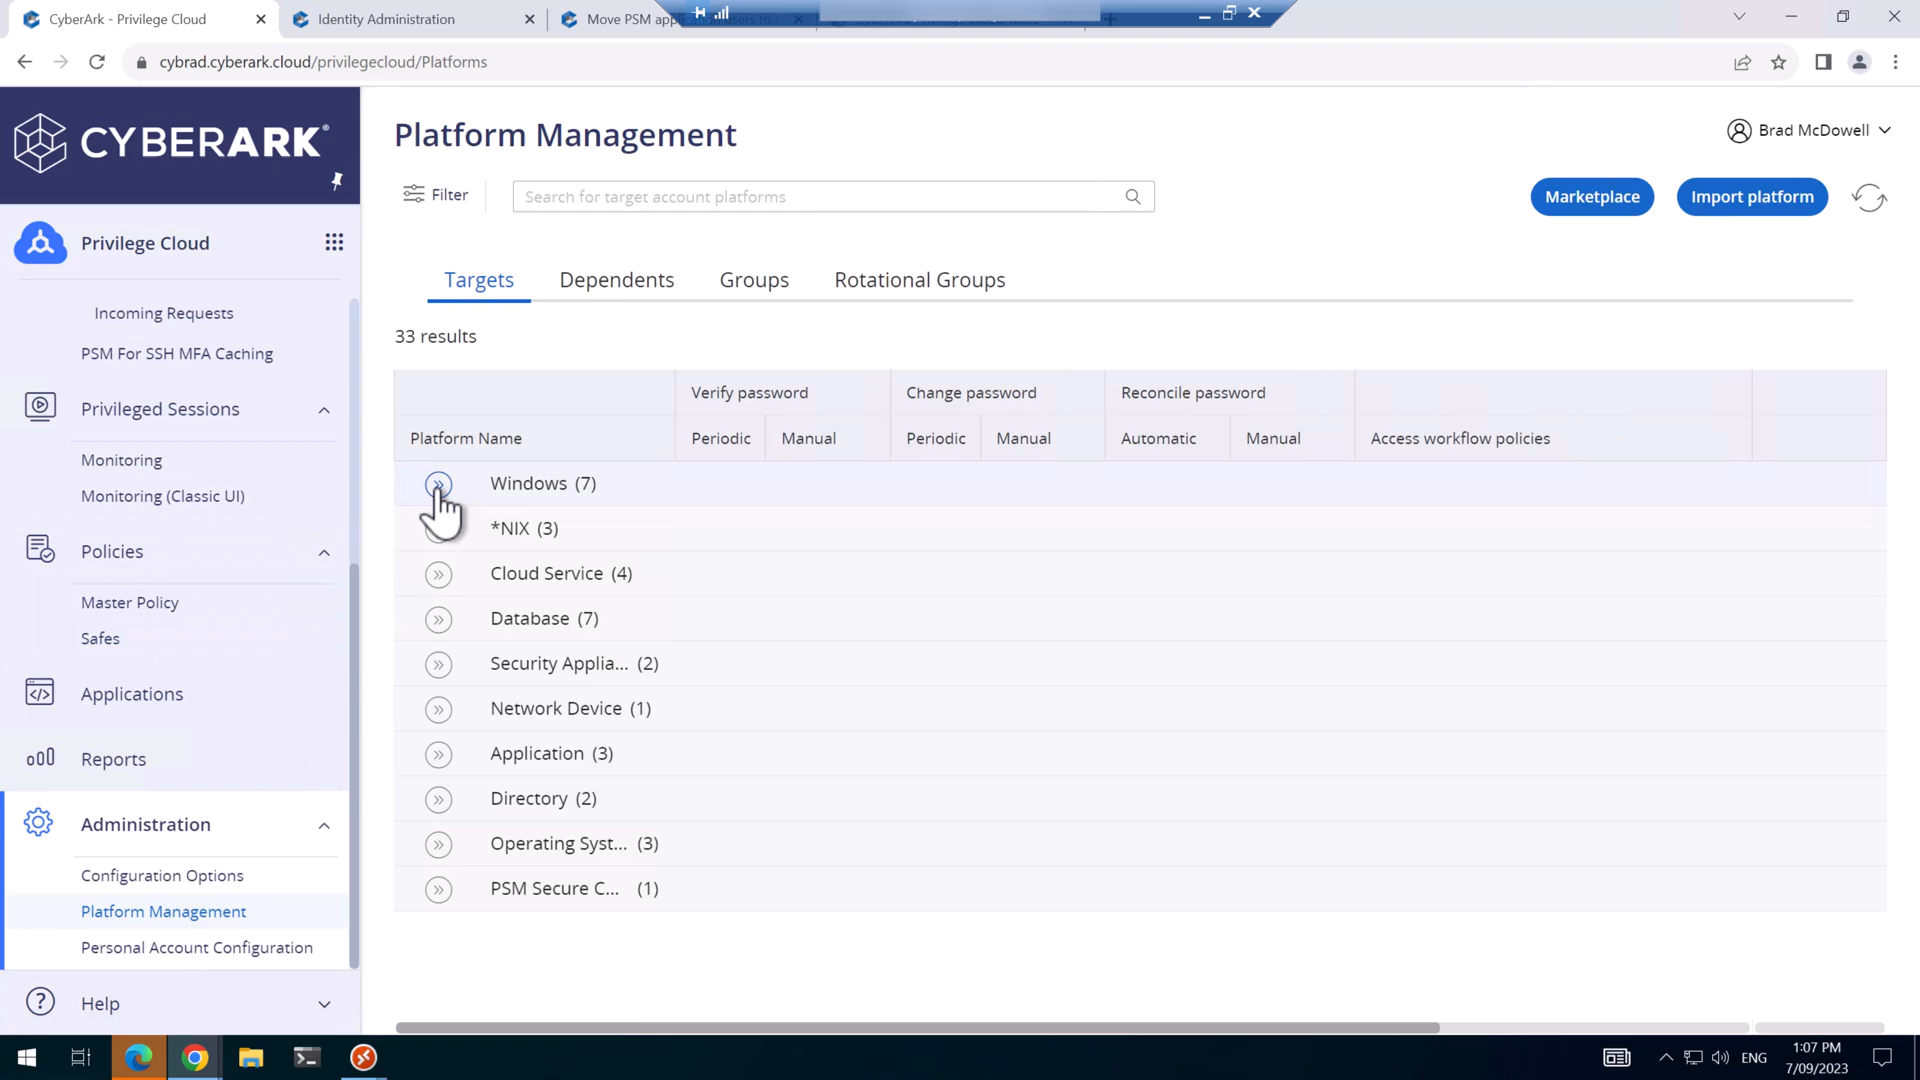 CyberArk - Privilege Cloud
Identity Administration
Move PSM application users to
cybrad.cyberark.cloud/privilegecloud/Platforms
CYBERARK®
Platform Management
Brad McDowell
Filter
Search for target account platforms
Marketplace
Import platform
Privilege Cloud
Incoming Requests
PSM For SSH MFA Caching
Privileged Sessions
Monitoring
Monitoring (Classic UI)
Policies
Master Policy
Safes
Applications
Reports
Administration
Configuration Options
Platform Management
Personal Account Configuration
Help
Targets
Dependents
Groups
Rotational Groups
33 results
Verify password
Change password
Reconcile password
Platform Name
Periodic
Manual
Periodic
Manual
Automatic
Manual
Access workflow policies
Windows (7)
*NIX (3)
Cloud Service (4)
Database (7)
Security Applia... (2)
Network Device (1)
Application (3)
Directory (2)
Operating Syst... (3)
PSM Secure C... (1)
ENG
1:07 PM
7/09/2023